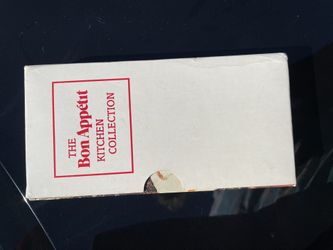 THE
Bon Appétit
KITCHEN
COLLECTION